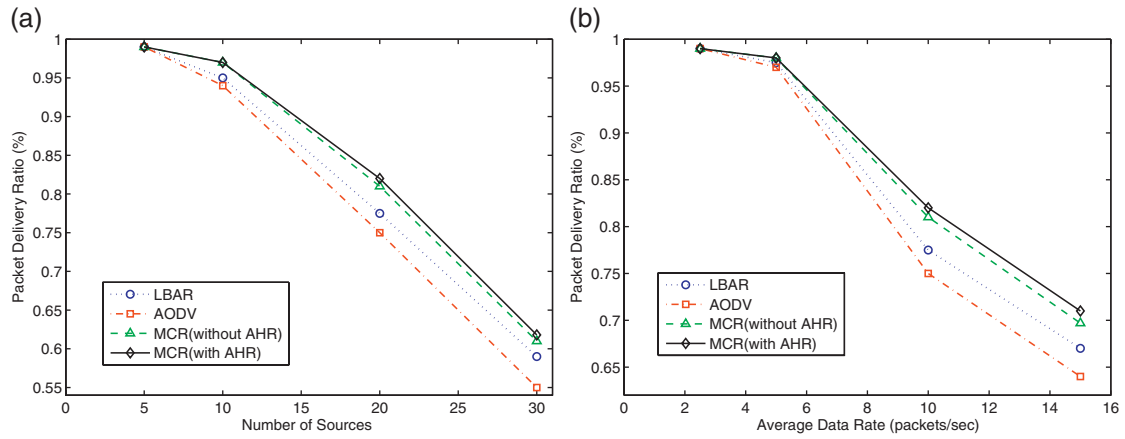 (a)
1
0.95
0.9
0.85
0.8
0.75
0.7
0.65
0.6
0.55
Packet Delivery Ratio (%)
LBAR
AODV
MCR(without AHR)
MCR(with AHR)
0 5 10 15 20 25 30
Number of Sources
(b)
1
0.95
0.9
0.85
0.8
0.75
0.7
0.65
Packet Delivery Ratio (%)
LBAR
AODV
MCR(without AHR)
MCR(with AHR)
0 2 4 6 8 10 12 14 16
Average Data Rate (packets/sec)